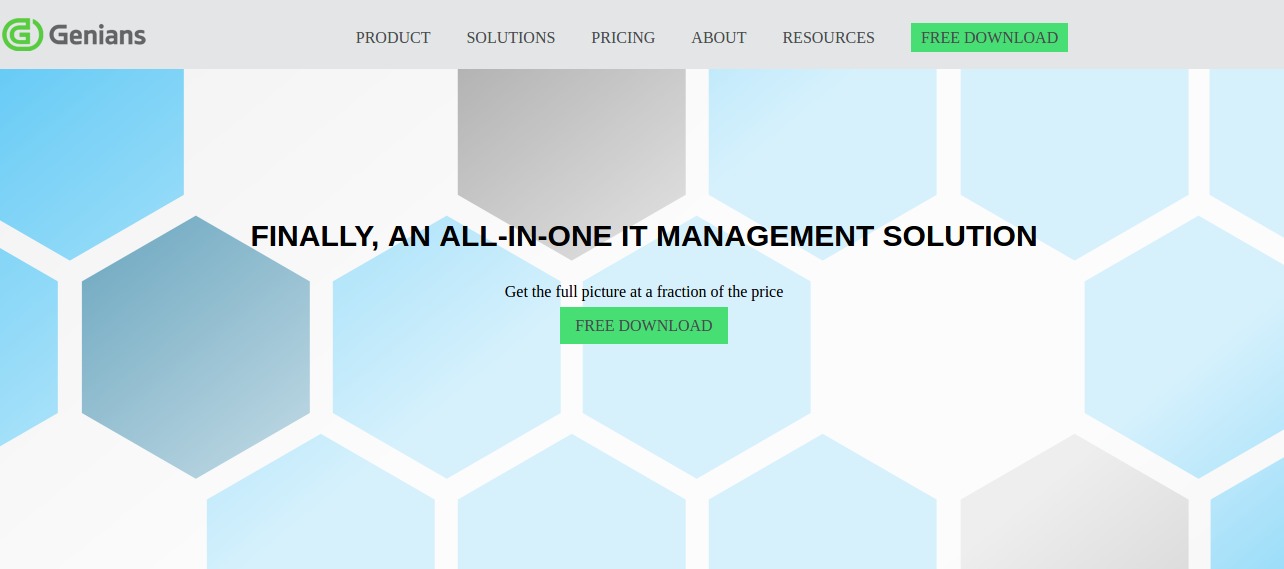 Genians
PRODUCT SOLUTIONS PRICING ABOUT RESOURCES FREE DOWNLOAD
FINALLY, AN ALL-IN-ONE IT MANAGEMENT SOLUTION
Get the full picture at a fraction of the price
FREE DOWNLOAD